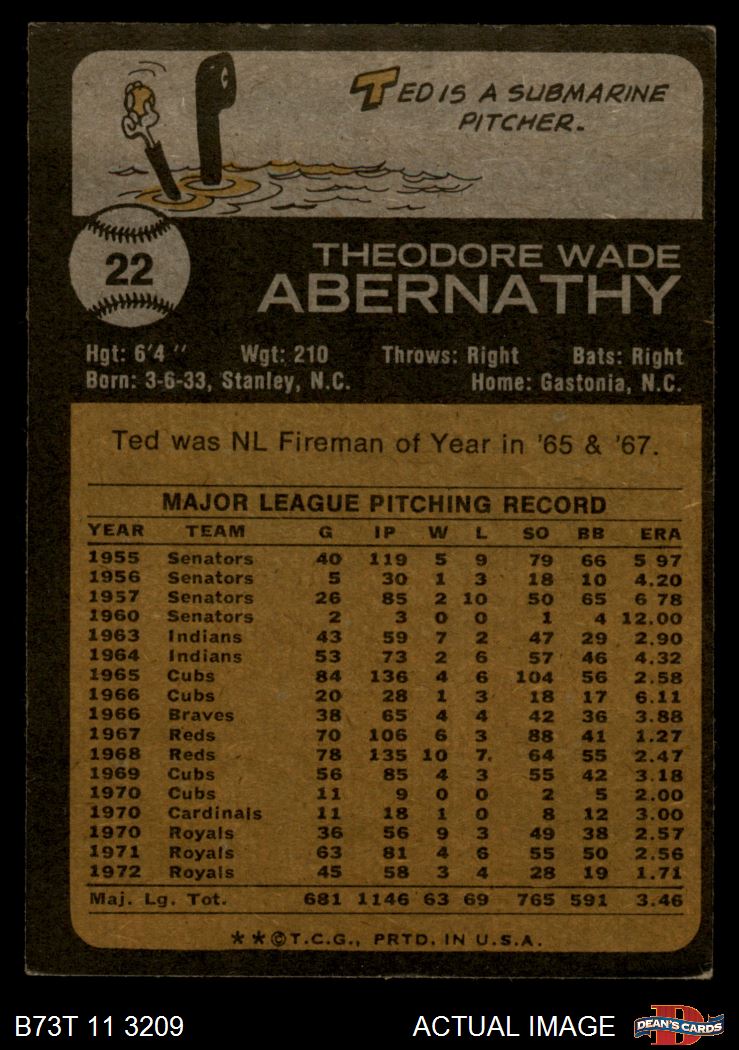 TED IS A SUBMARINE
PITCHER.
C
22
THEODORE WADE
ABERNATHY
Hgt: 6'4 " Wgt: 210 Throws: Right Bats: Right
Born: 3-6-33, Stanley, N.C. Home: Gastonia, N.C.
Ted was NL Fireman of Year in '65 & '67.
MAJOR LEAGUE PITCHING RECORD
YEAR TEAM G IP W L SO BB ERA
1955 Senators 40 119 5 9 79 66 5 97
1956 Senators 5 30 1 3 18 10 4.20
1957 Senators 26 85 2 10 50 65 6 78
1960 Senators 2 3 0 0 1 4 12.00
1963 Indians 43 59 7 2 47 29 2.90
1964 Indians 53 73 2 6 57 46 4.32
1965 Cubs 84 136 4 6 104 56 2.58
1966 Cubs 20 28 1 3 18 17 6.11
1966 Braves 38 65 4 4 42 36 3.88
1967 Reds 70 106 6 3 88 41 1.27
1968 Reds 78 135 10 7. 64 55 2.47
1969 Cubs 56 85 4 3 55 42 3.18
1970 Cubs 11 9 0 0 2 5 2.00
1970 Cardinals 11 18 1 0 8 12 3.00
1970 Royals 36 56 9 3 49 38 2.57
1971 Royals 63 81 4 6 55 50 2.56
1972 Royals 45 58 3 4 28 19 1.71
Maj. Lg. Tot. 681 1146 63 69 765 591 3.46
**©T.C.G., PRTD. IN U.S.A.
B73T 11 3209 ACTUAL IMAGE D DEAN'S CARDS